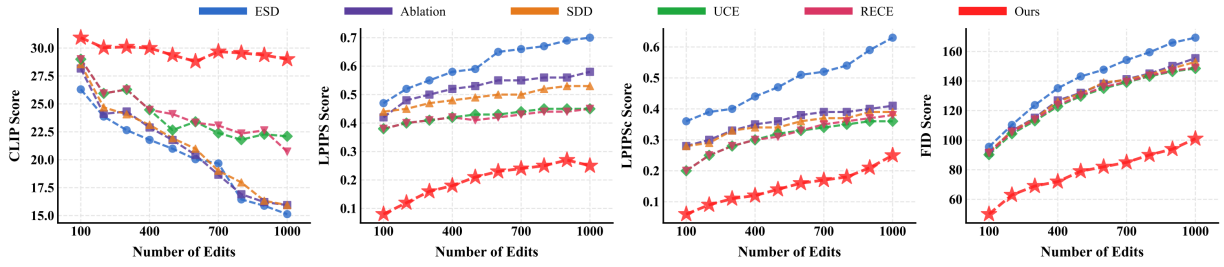 ESD Ablation SDD UCE RECE Ours
CLIP Score
30.0
27.5
25.0
22.5
20.0
17.5
15.0
100 400 700 1000
Number of Edits
LPIPS Score
0.7
0.6
0.5
0.4
0.3
0.2
0.1
100 400 700 1000
Number of Edits
LPIPSc Score
0.6
0.5
0.4
0.3
0.2
0.1
100 400 700 1000
Number of Edits
FID Score
160
140
120
100
80
60
100 400 700 1000
Number of Edits